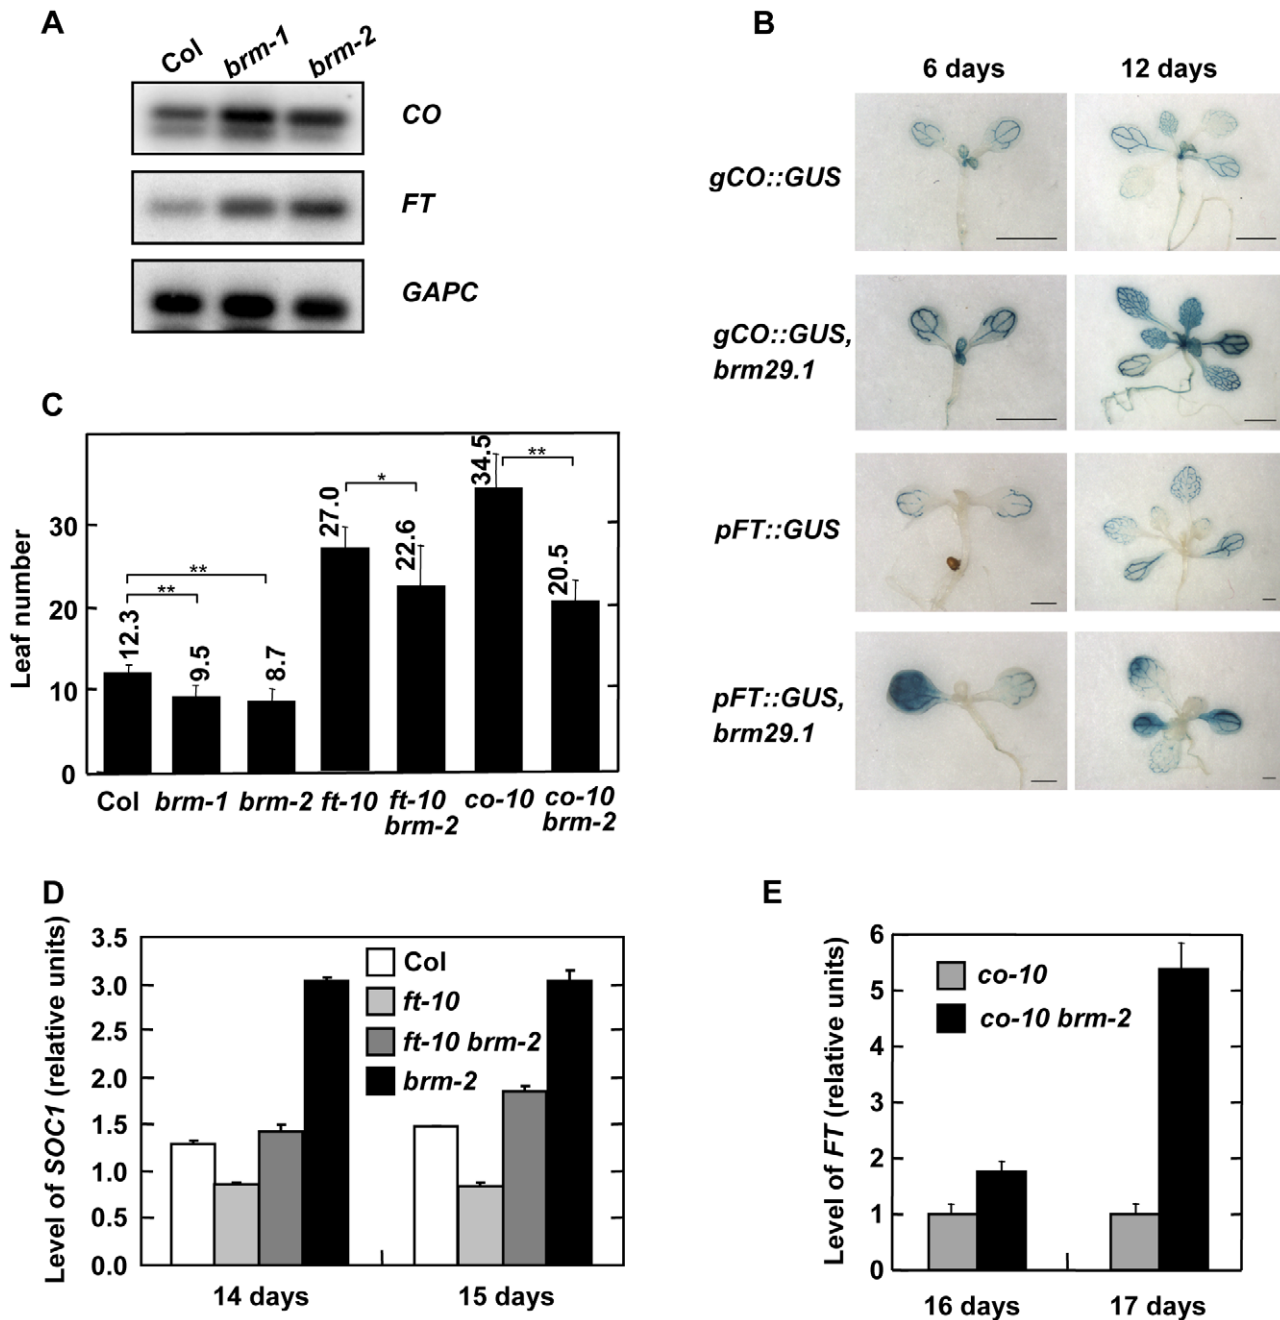 A
Col brm-1 brm-2
CO
FT
GAPC
B
6 days 12 days
gCO::GUS
gCO::GUS,
brm29.1
pFT::GUS
pFT::GUS,
brm29.1
C
Leaf number
30
20
10
0
12.3
9.5
8.7
27.0
22.6
34.5
20.5
**
**
*
**
Col brm-1 brm-2 ft-10 ft-10 co-10 co-10
brm-2 brm-2
D
Level of SOC1 (relative units)
3.5
3.0
2.5
2.0
1.5
1.0
0.5
0.0
Col
ft-10
ft-10 brm-2
brm-2
14 days 15 days
E
Level of FT (relative units)
6
5
4
3
2
1
0
co-10
co-10 brm-2
16 days 17 days